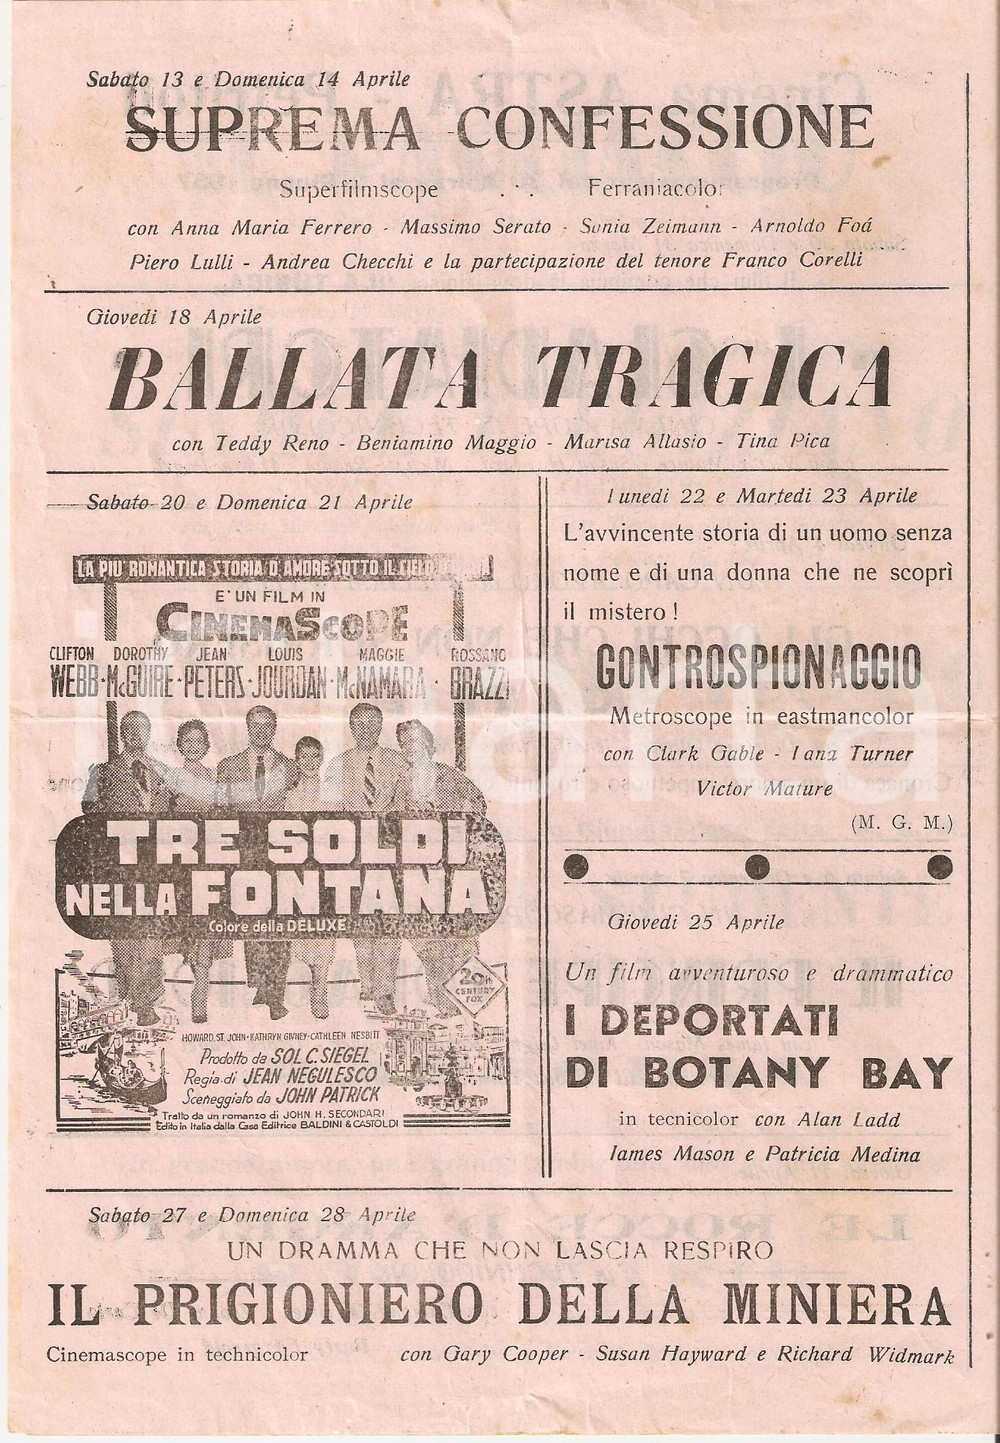 Sabato 13 e Domenica 14 Aprile
SUPREMA CONFESSIONE
Superfilmscope . . Ferraniacolor
con Anna Maria Ferrero - Massimo Serato - Sonia Zeimann - Arnoldo Foá
Piero Lulli - Andrea Checchi e la partecipazione del tenore Franco Corelli
Giovedi 18 Aprile
BALLATA TRAGICA
con Teddy Reno - Beniamino Maggio - Marisa Allasio - Tina Pica
Sabato 20 e Domenica 21 Aprile
LA PIU' ROMANTICA STORIA D'AMORE SOTTO IL CIELO
E' UN FILM IN
CINEMASCOPE
CLIFTON DOROTHY JEAN LOUIS MAGGIE ROSSANO
WEBB - McGUIRE - PETERS - JOURDAN - McNAMARA - BRAZZI
TRE SOLDI
NELLA FONTANA
Colore della DELUXE
20th
CENTURY
FOX
HOWARD ST. JOHN - KATHRYN GIVNEY - CATHLEEN NESBITT
Prodotto da SOL C. SIEGEL
Regia di JEAN NEGULESCO
Sceneggiato da JOHN PATRICK
Tratto da un romanzo di JOHN H. SECONDARI
Edito in Italia dalla Casa Editrice BALDINI & CASTOLDI
lunedi 22 e Martedi 23 Aprile
L'avvincente storia di un uomo senza
nome e di una donna che ne scoprì
il mistero !
GONTROSPIONAGGIO
Metroscope in eastmancolor
con Clark Gable - Lana Turner
Victor Mature
(M. G. M.)
Giovedi 25 Aprile
Un film avventuroso e drammatico
I DEPORTATI
DI BOTANY BAY
in tecnicolor con Alan Ladd
James Mason e Patricia Medina
Sabato 27 e Domenica 28 Aprile
UN DRAMMA CHE NON LASCIA RESPIRO
IL PRIGIONIERO DELLA MINIERA
Cinemascope in technicolor con Gary Cooper - Susan Hayward e Richard Widmark